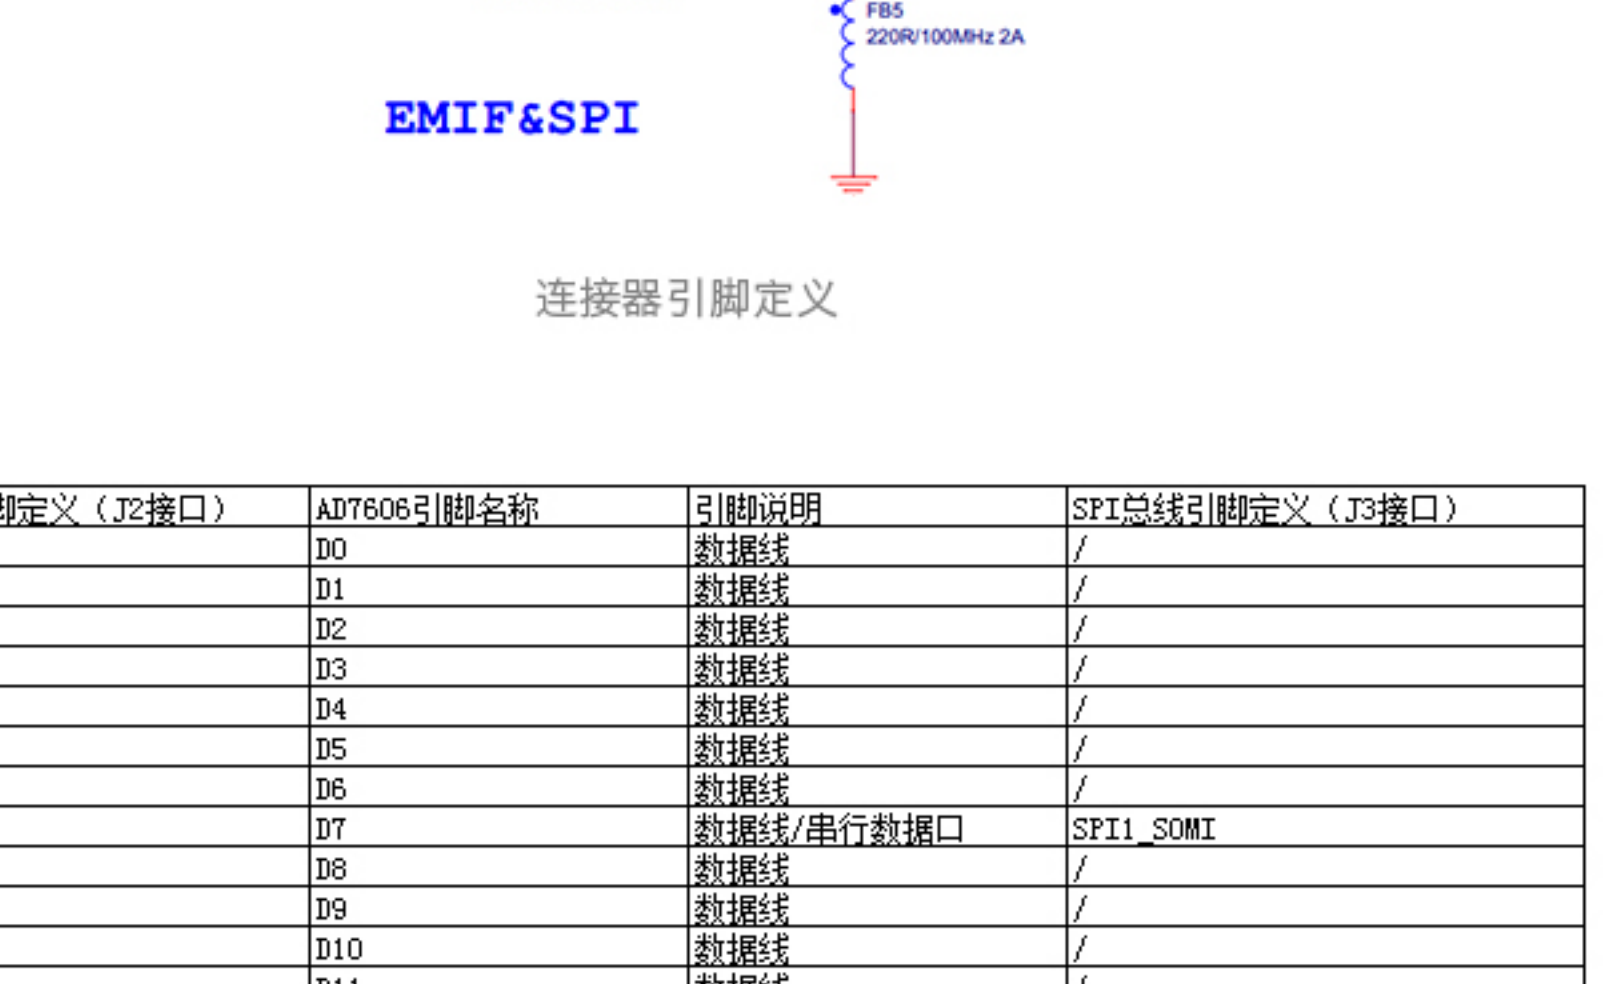 FB5
220R/100MHz 2A
EMIF&SPI
连接器引脚定义
脚定义（J2接口） AD7606引脚名称 引脚说明 SPI总线引脚定义（J3接口）
D0 数据线 /
D1 数据线 /
D2 数据线 /
D3 数据线 /
D4 数据线 /
D5 数据线 /
D6 数据线 /
D7 数据线/串行数据口 SPI1_SOMI
D8 数据线 /
D9 数据线 /
D10 数据线 /